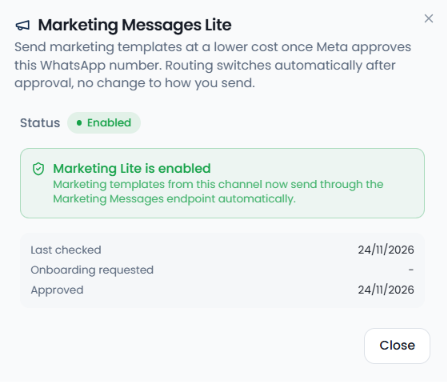 Marketing Messages Lite
Send marketing templates at a lower cost once Meta approves
this WhatsApp number. Routing switches automatically after
approval, no change to how you send.
Status Enabled
Marketing Lite is enabled
Marketing templates from this channel now send through the
Marketing Messages endpoint automatically.
Last checked 24/11/2026
Onboarding requested -
Approved 24/11/2026
Close